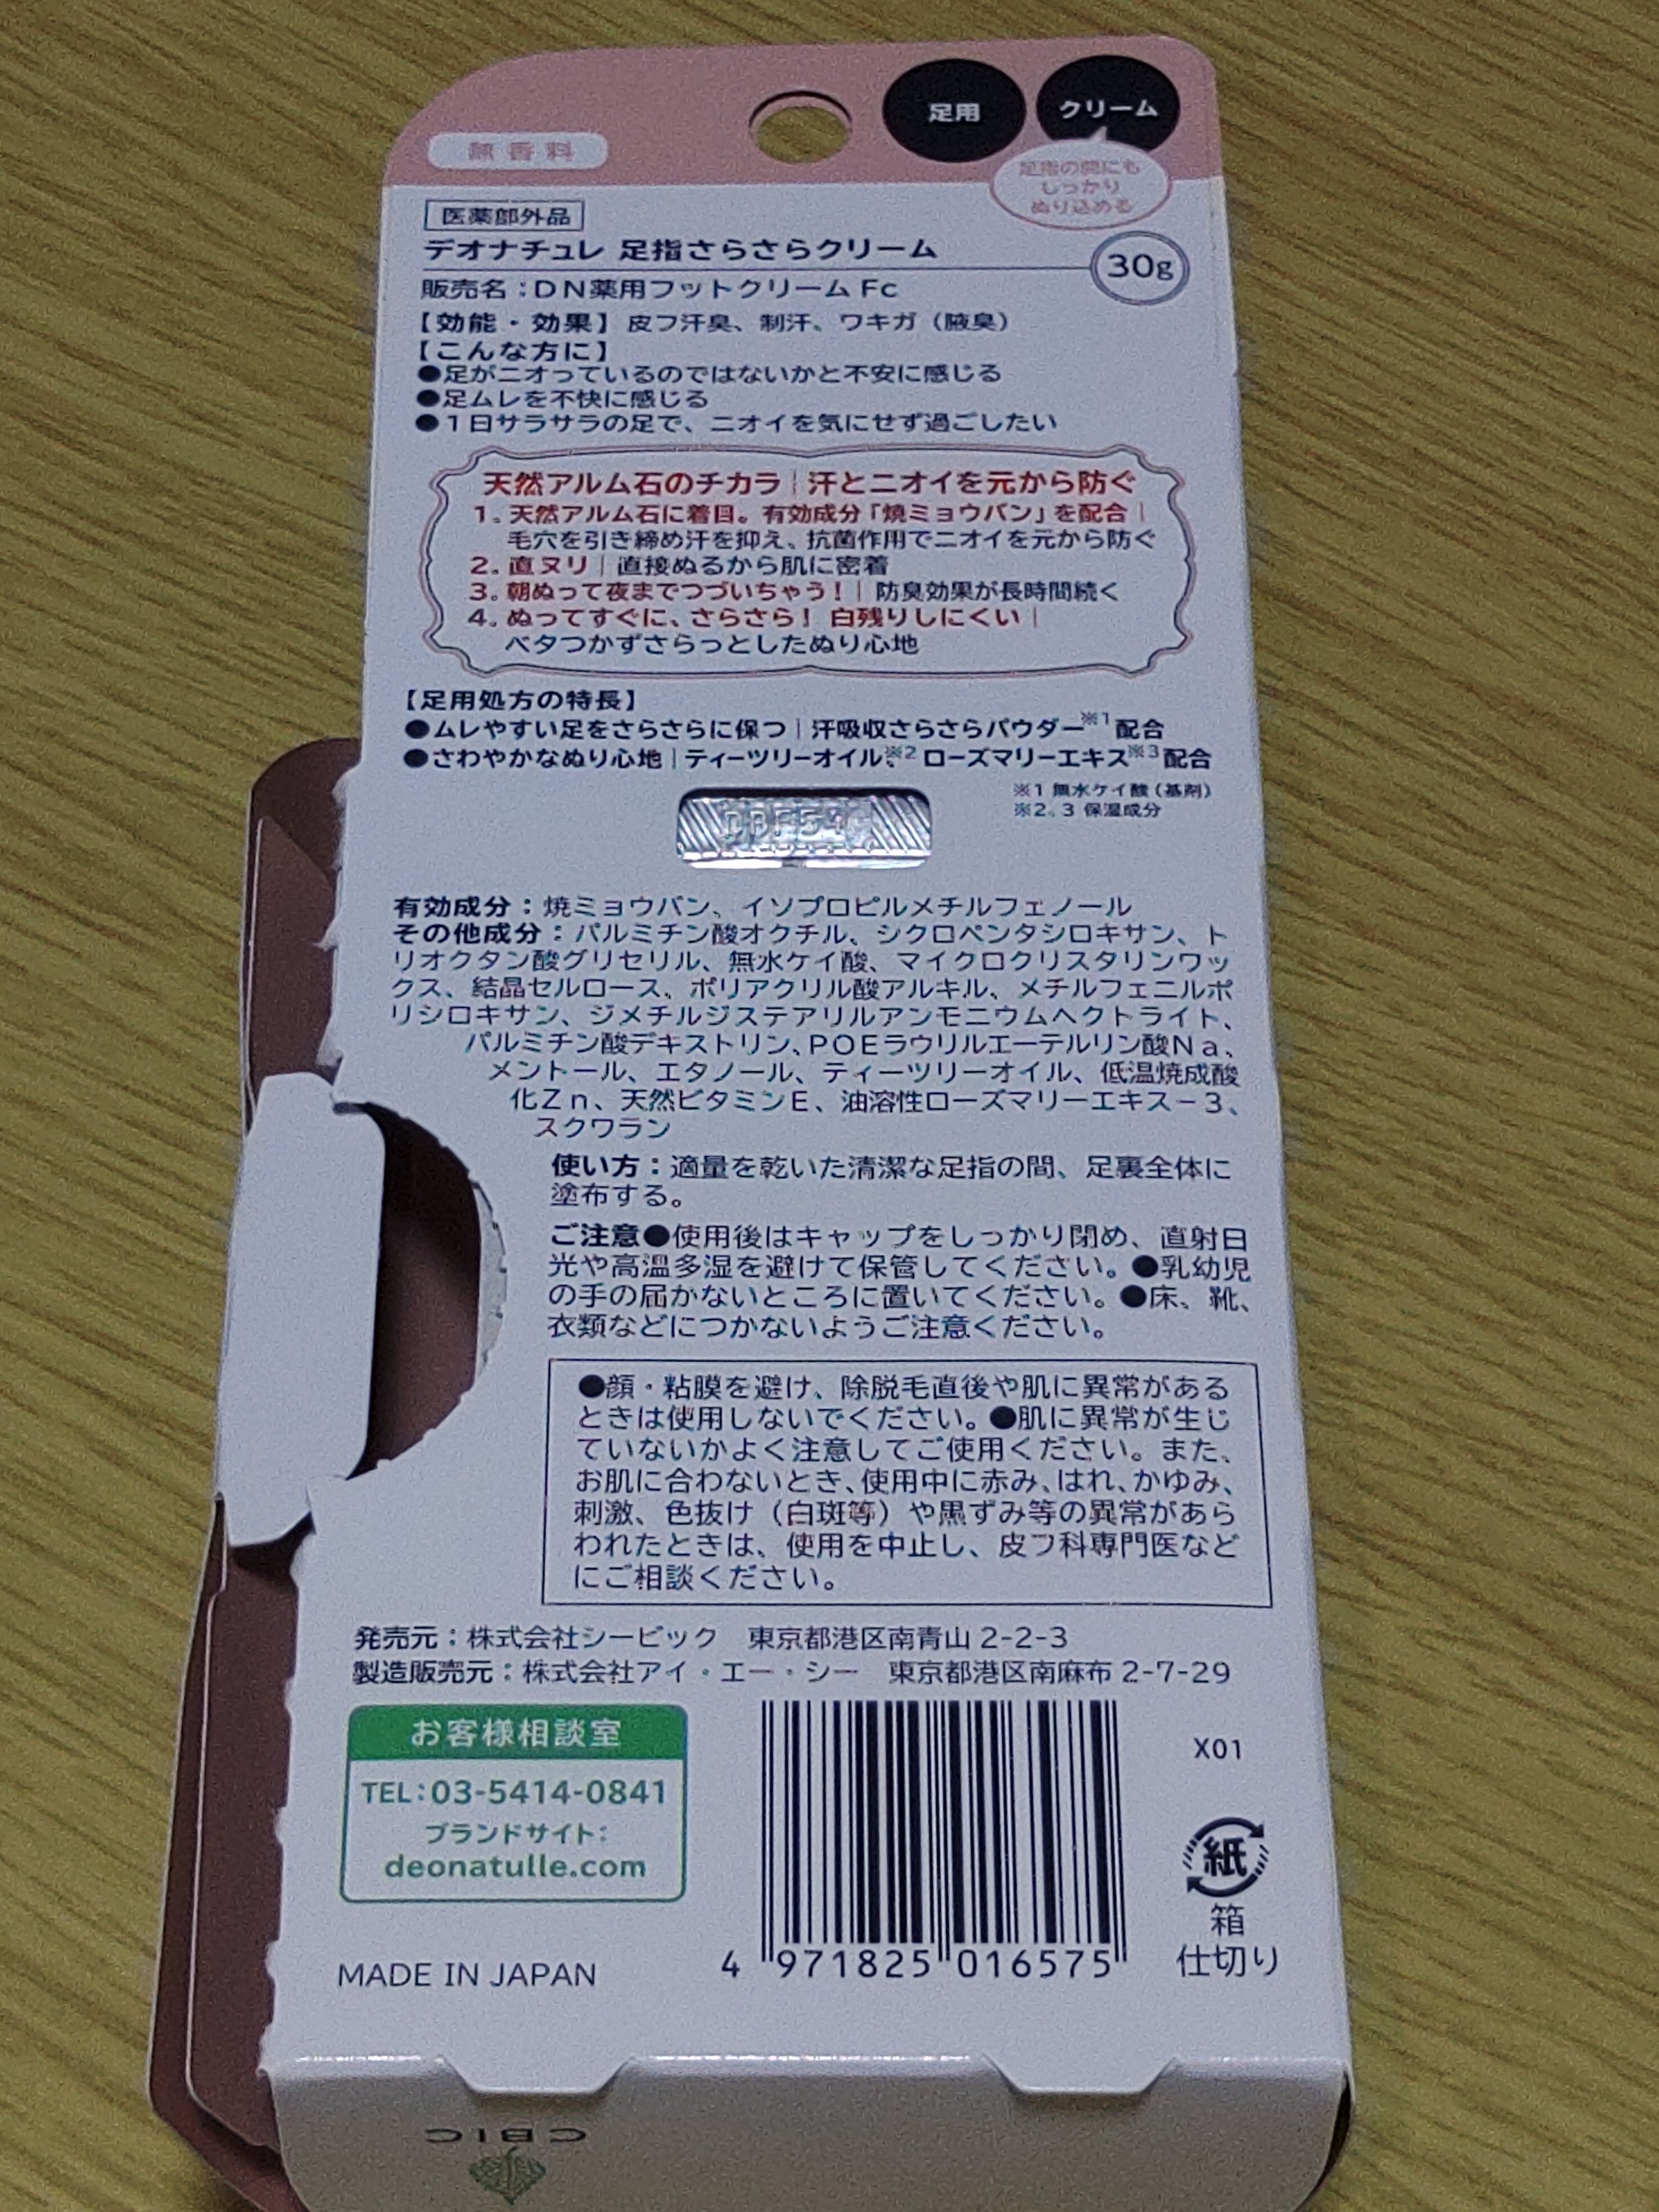 足用
クリーム
無香料
足指の間にも
しっかり
ぬり込める
医薬部外品
デオナチュレ 足指さらさらクリーム
30g
販売名：DN薬用フットクリーム Fc
【効能・効果】皮フ汗臭、制汗、ワキガ（腋臭）
【こんな方に】
●足がニオっているのではないかと不安に感じる
●足ムレを不快に感じる
●1日サラサラの足で、ニオイを気にせず過ごしたい
天然アルム石のチカラ｜汗とニオイを元から防ぐ
1. 天然アルム石に着目。有効成分「焼ミョウバン」を配合｜
毛穴を引き締め汗を抑え、抗菌作用でニオイを元から防ぐ
2. 直ヌリ｜直接ぬるから肌に密着
3. 朝ぬって夜までつづいちゃう！｜防臭効果が長時間続く
4. ぬってすぐに、さらさら！ 白残りしにくい｜
ベタつかずさらっとしたぬり心地
【足用処方の特長】
●ムレやすい足をさらさらに保つ｜汗吸収さらさらパウダー※1配合
●さわやかなぬり心地｜ティーツリーオイル※2、ローズマリーエキス※3配合
※1 無水ケイ酸（基剤）
※2、3 保湿成分
有効成分：焼ミョウバン、イソプロピルメチルフェノール
その他成分：パルミチン酸オクチル、シクロペンタシロキサン、ト
リオクタン酸グリセリル、無水ケイ酸、マイクロクリスタリンワッ
クス、結晶セルロース、ポリアクリル酸アルキル、メチルフェニルポ
リシロキサン、ジメチルジステアリルアンモニウムヘクトライト、
パルミチン酸デキストリン、POEラウリルエーテルリン酸Na、
メントール、エタノール、ティーツリーオイル、低温焼成酸
化Zn、天然ビタミンE、油溶性ローズマリーエキス－3、
スクワラン
使い方：適量を乾いた清潔な足指の間、足裏全体に
塗布する。
ご注意●使用後はキャップをしっかり閉め、直射日
光や高温多湿を避けて保管してください。●乳幼児
の手の届かないところに置いてください。●床、靴、
衣類などにつかないようご注意ください。
●顔・粘膜を避け、除脱毛直後や肌に異常がある
ときは使用しないでください。●肌に異常が生じ
ていないかよく注意してご使用ください。また、
お肌に合わないとき、使用中に赤み、はれ、かゆみ、
刺激、色抜け（白斑等）や黒ずみ等の異常があら
われたときは、使用を中止し、皮フ科専門医など
にご相談ください。
発売元：株式会社シービック 東京都港区南青山 2-2-3
製造販売元：株式会社アイ・エー・シー 東京都港区南麻布 2-7-29
お客様相談室
TEL：03-5414-0841
ブランドサイト：
deonatulle.com
MADE IN JAPAN
4 971825 016575
X01
紙
箱
仕切り
CBIC